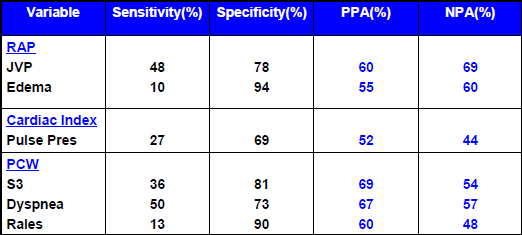 Variable Sensitivity(%) Specificity(%) PPA(%) NPA(%)
RAP
JVP 48 78 60 69
Edema 10 94 55 60
Cardiac Index
Pulse Pres 27 69 52 44
PCW
S3 36 81 69 54
Dyspnea 50 73 67 57
Rales 13 90 60 48